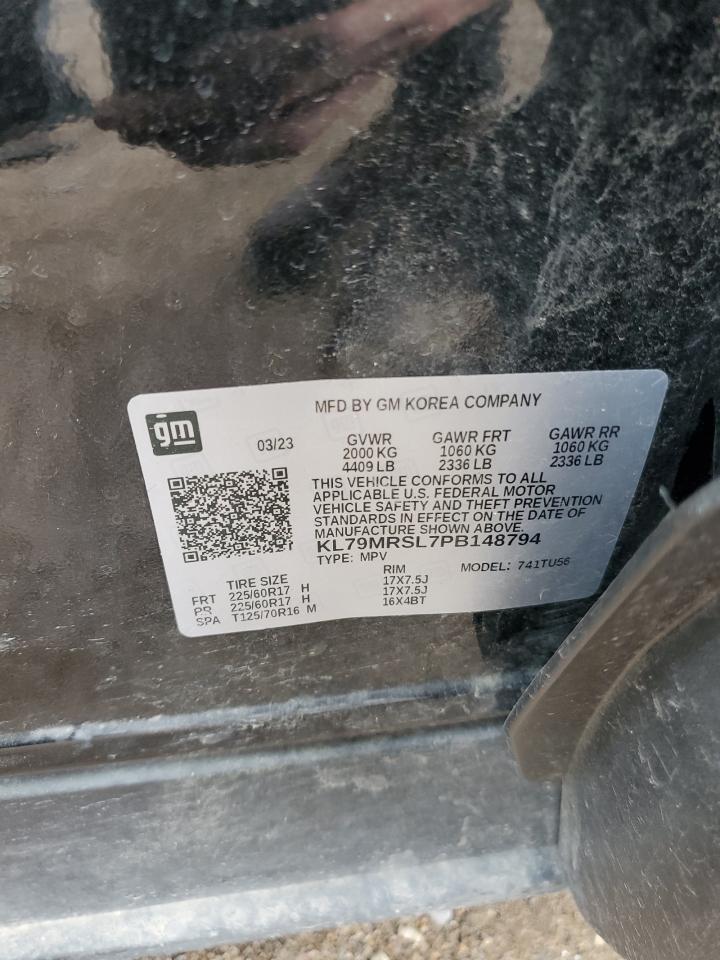 gm
MFD BY GM KOREA COMPANY
03/23
GVWR GAWR FRT GAWR RR
2000 KG 1060 KG 1060 KG
4409 LB 2336 LB 2336 LB
THIS VEHICLE CONFORMS TO ALL
APPLICABLE U.S. FEDERAL MOTOR
VEHICLE SAFETY AND THEFT PREVENTION
STANDARDS IN EFFECT ON THE DATE OF
MANUFACTURE SHOWN ABOVE.
KL79MRSL7PB148794
TYPE: MPV MODEL: 741TU56
TIRE SIZE RIM
FRT 225/60R17 H 17X7.5J
RR 225/60R17 H 17X7.5J
SPA T125/70R16 M 16X4BT